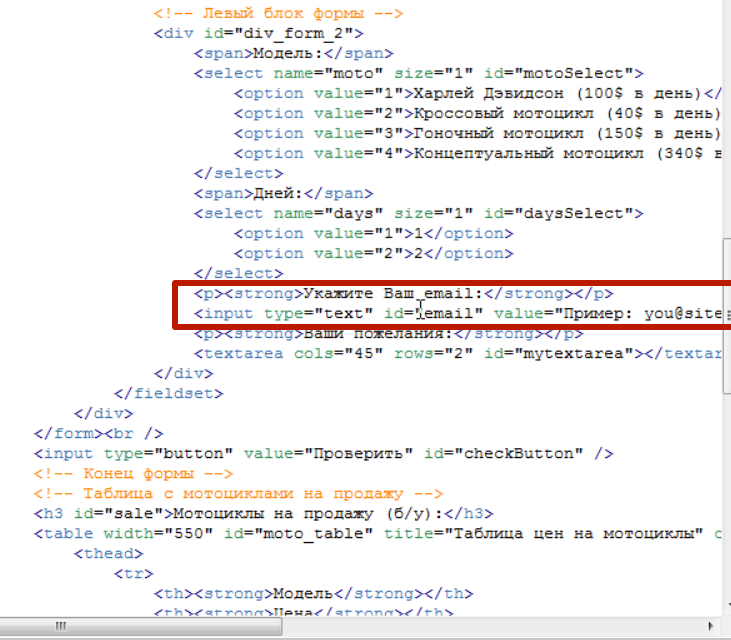 <!-- Левый блок формы -->
<div id="div_form_2">
<span>Модель:</span>
<select name="moto" size="1" id="motoSelect">
<option value="1">Харлей Дэвидсон (100$ в день)</
<option value="2">Кроссовый мотоцикл (40$ в день)
<option value="3">Гоночный мотоцикл (150$ в день)
<option value="4">Концептуальный мотоцикл (340$ в
</select>
<span>Дней:</span>
<select name="days" size="1" id="daysSelect">
<option value="1">1</option>
<option value="2">2</option>
</select>
<p><strong>Укажите Ваш email:</strong></p>
<input type="text" id="email" value="Пример: you@site
<p><strong>Ваши пожелания:</strong></p>
<textarea cols="45" rows="2" id="mytextarea"></textar
</div>
</fieldset>
</div>
</form><br />
<input type="button" value="Проверить" id="checkButton" />
<!-- Конец формы -->
<!-- Таблица с мотоциклами на продажу -->
<h3 id="sale">Мотоциклы на продажу (б/у):</h3>
<table width="550" id="moto_table" title="Таблица цен на мотоциклы" c
<thead>
<tr>
<th><strong>Модель</strong></th>
<th><strong>Цена</strong></th>